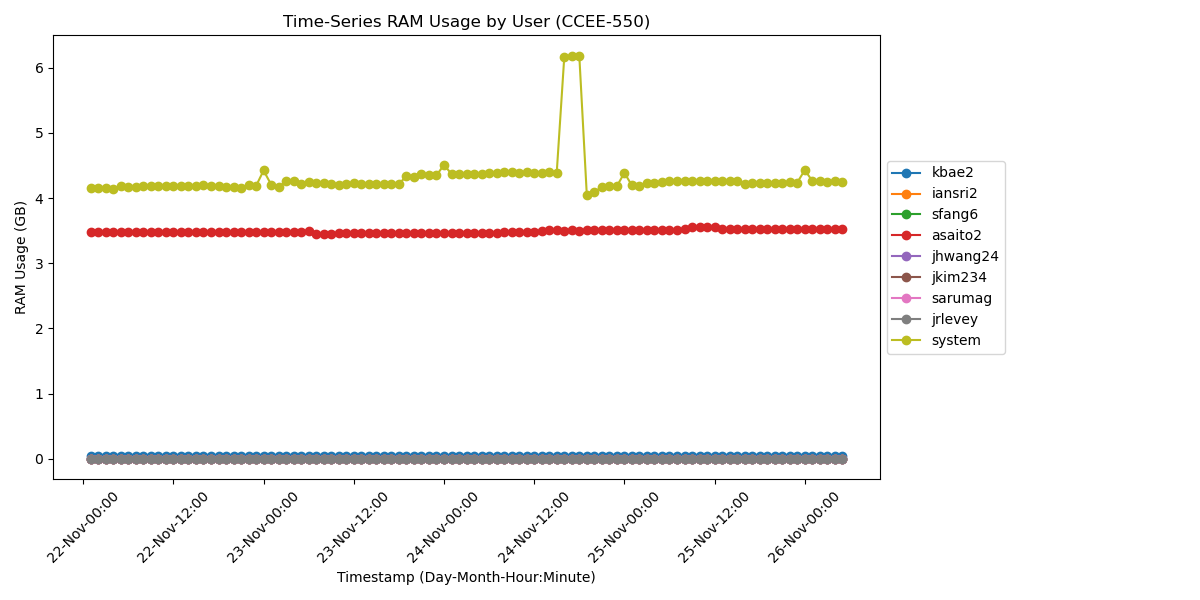 Time-Series RAM Usage by User (CCEE-550)
RAM Usage (GB)
6
5
4
3
2
1
0
22-Nov-00:00
22-Nov-12:00
23-Nov-00:00
23-Nov-12:00
24-Nov-00:00
24-Nov-12:00
25-Nov-00:00
25-Nov-12:00
26-Nov-00:00
Timestamp (Day-Month-Hour:Minute)
kbae2
iansri2
sfang6
asaito2
jhwang24
jkim234
sarumag
jrlevey
system